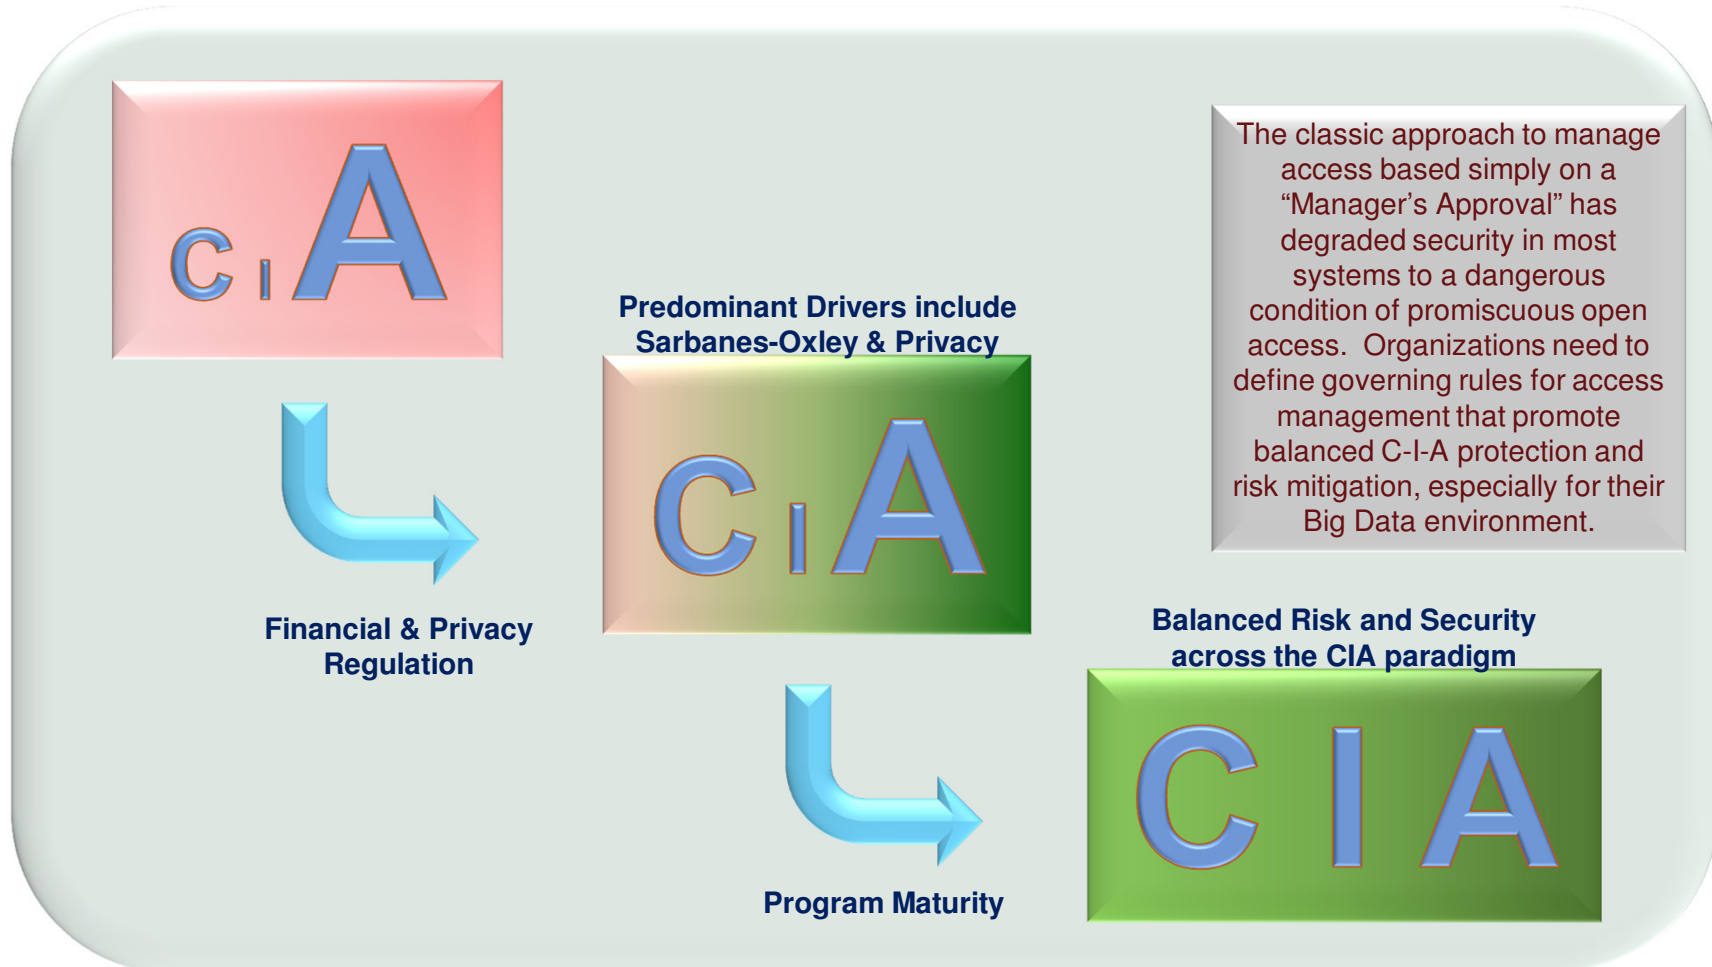 C I A
Predominant Drivers include
Sarbanes-Oxley & Privacy
C I A
Financial & Privacy
Regulation
The classic approach to manage
access based simply on a
“Manager’s Approval” has
degraded security in most
systems to a dangerous
condition of promiscuous open
access.  Organizations need to
define governing rules for access
management that promote
balanced C-I-A protection and
risk mitigation, especially for their
Big Data environment.
Balanced Risk and Security
across the CIA paradigm
C I A
Program Maturity